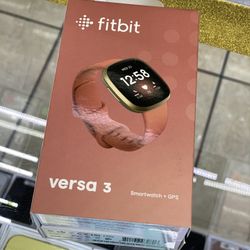 fitbit
12:58
versa 3
Smartwatch + GPS